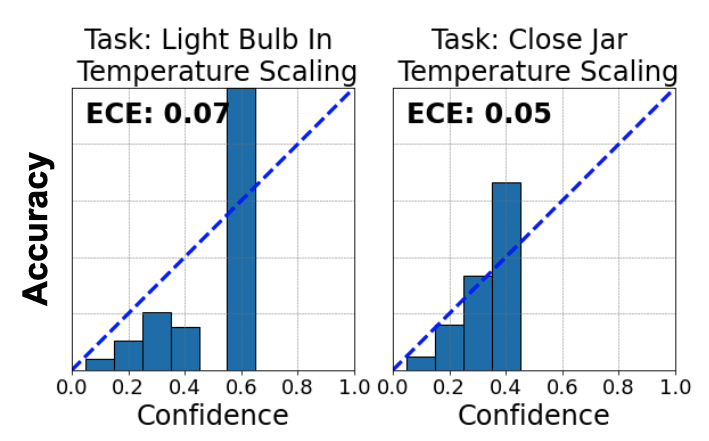 Task: Light Bulb In
Temperature Scaling
ECE: 0.07
Accuracy
0.0 0.2 0.4 0.6 0.8 1.0
Confidence
Task: Close Jar
Temperature Scaling
ECE: 0.05
0.0 0.2 0.4 0.6 0.8 1.0
Confidence